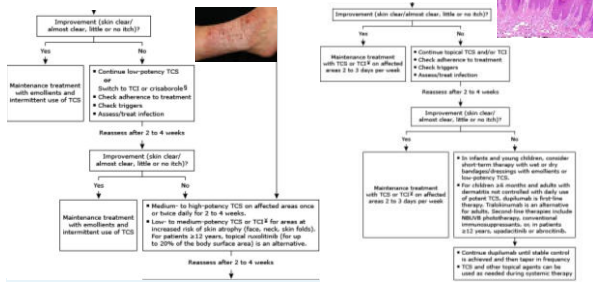 Improvement (skin clear/
almost clear, little or no itch)?
Yes
No
Maintenance treatment
with emollients and
intermittent use of TCS
• Continue low-potency TCS
or
Switch to TCI or crisaborole§
• Check adherence to treatment
• Check triggers
• Assess/treat infection
Reassess after 2 to 4 weeks
Improvement (skin clear/
almost clear, little or no itch)?
Yes
No
Maintenance treatment
with emollients and
intermittent use of TCS
• Medium- to high-potency TCS on affected areas once
or twice daily for 2 to 4 weeks.
• Low- to medium-potency TCS or TCI¥ for areas at
increased risk of skin atrophy (face, neck, skin folds).
For patients ≥12 years, topical ruxolitinib (for up
to 20% of the body surface area) is an alternative.
Reassess after 2 to 4 weeks
Improvement (skin clear/almost clear, little or no itch)?
Yes
No
Maintenance treatment
with TCS or TCI¥ on affected
areas 2 to 3 days per week
• Continue topical TCS and/or TCI
• Check adherence to treatment
• Check triggers
• Assess/treat infection
Reassess after 2 to 4 weeks
Improvement (skin clear/
almost clear, little or no itch)?
Yes
No
Maintenance treatment
with TCS or TCI¥ on affected
areas 2 to 3 days per week
• In infants and young children, consider
short-term therapy with wet or dry
bandages/dressings with emollients or
low-potency TCS.
• For children ≥6 months and adults with
dermatitis not controlled with daily use
of potent TCS, dupilumab is first-line
therapy. Tralokinumab is an alternative
for adults. Second-line therapies include
NBUVB phototherapy, conventional
immunosuppressants, or, in patients
≥12 years, upadacitinib or abrocitinib.
• Continue dupilumab until stable control
is achieved and then taper in frequency
• TCS and other topical agents can be
used as needed during systemic therapy